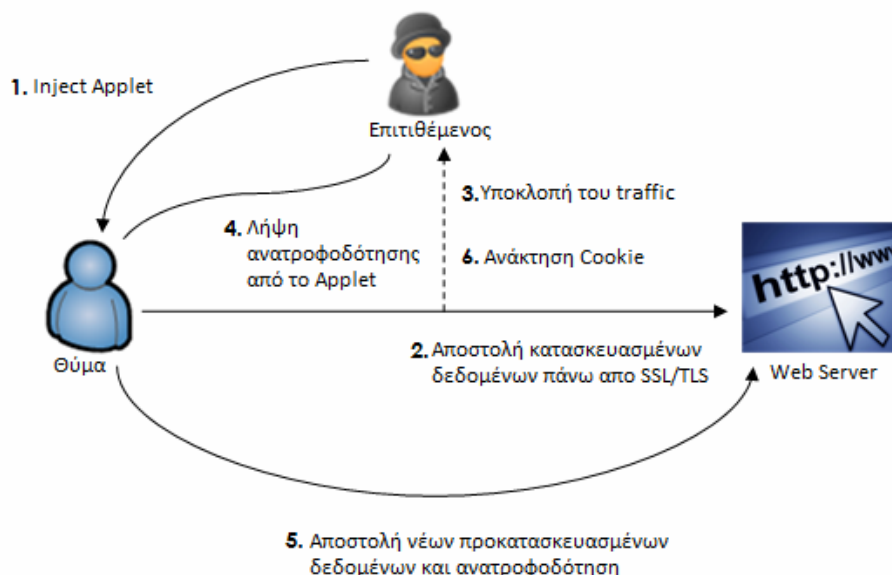 1. Inject Applet
Επιτιθέμενος
3. Υποκλοπή του traffic
4. Λήψη
ανατροφοδότησης
από το Applet
6. Ανάκτηση Cookie
http://www
Θύμα
2. Αποστολή κατασκευασμένων
δεδομένων πάνω απο SSL/TLS
Web Server
5. Αποστολή νέων προκατασκευασμένων
δεδομένων και ανατροφοδότηση